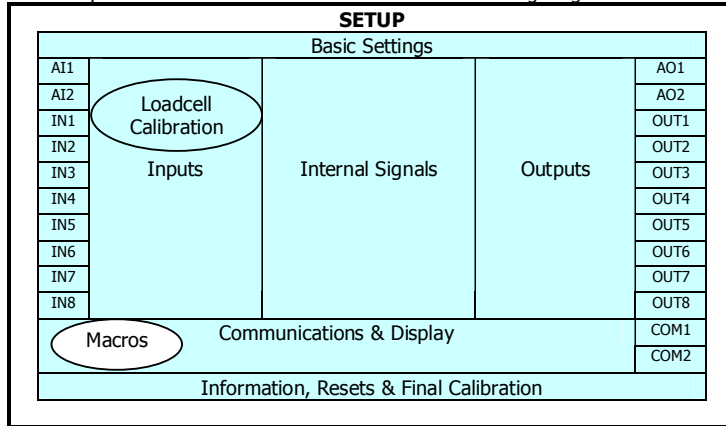 SETUP
Basic Settings
AI1 AO1
AI2 AO2
Loadcell
IN1 OUT1
Calibration
IN2 OUT2
IN3 Inputs Internal Signals Outputs OUT3
IN4 OUT4
IN5 OUT5
IN6 OUT6
IN7 OUT7
IN8 OUT8
Macros Communications & Display COM1
COM2
Information, Resets & Final Calibration